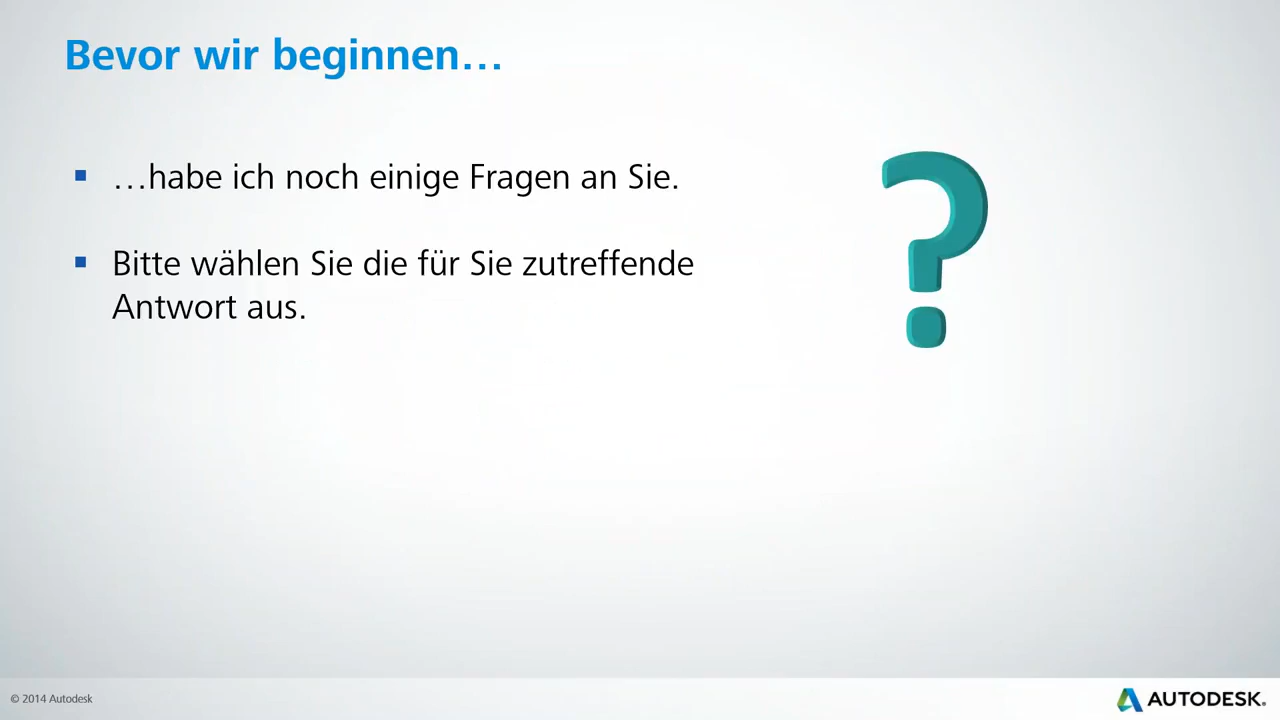 Bevor wir beginnen…
…habe ich noch einige Fragen an Sie.
Bitte wählen Sie die für Sie zutreffende
Antwort aus.
?
© 2014 Autodesk
AUTODESK.